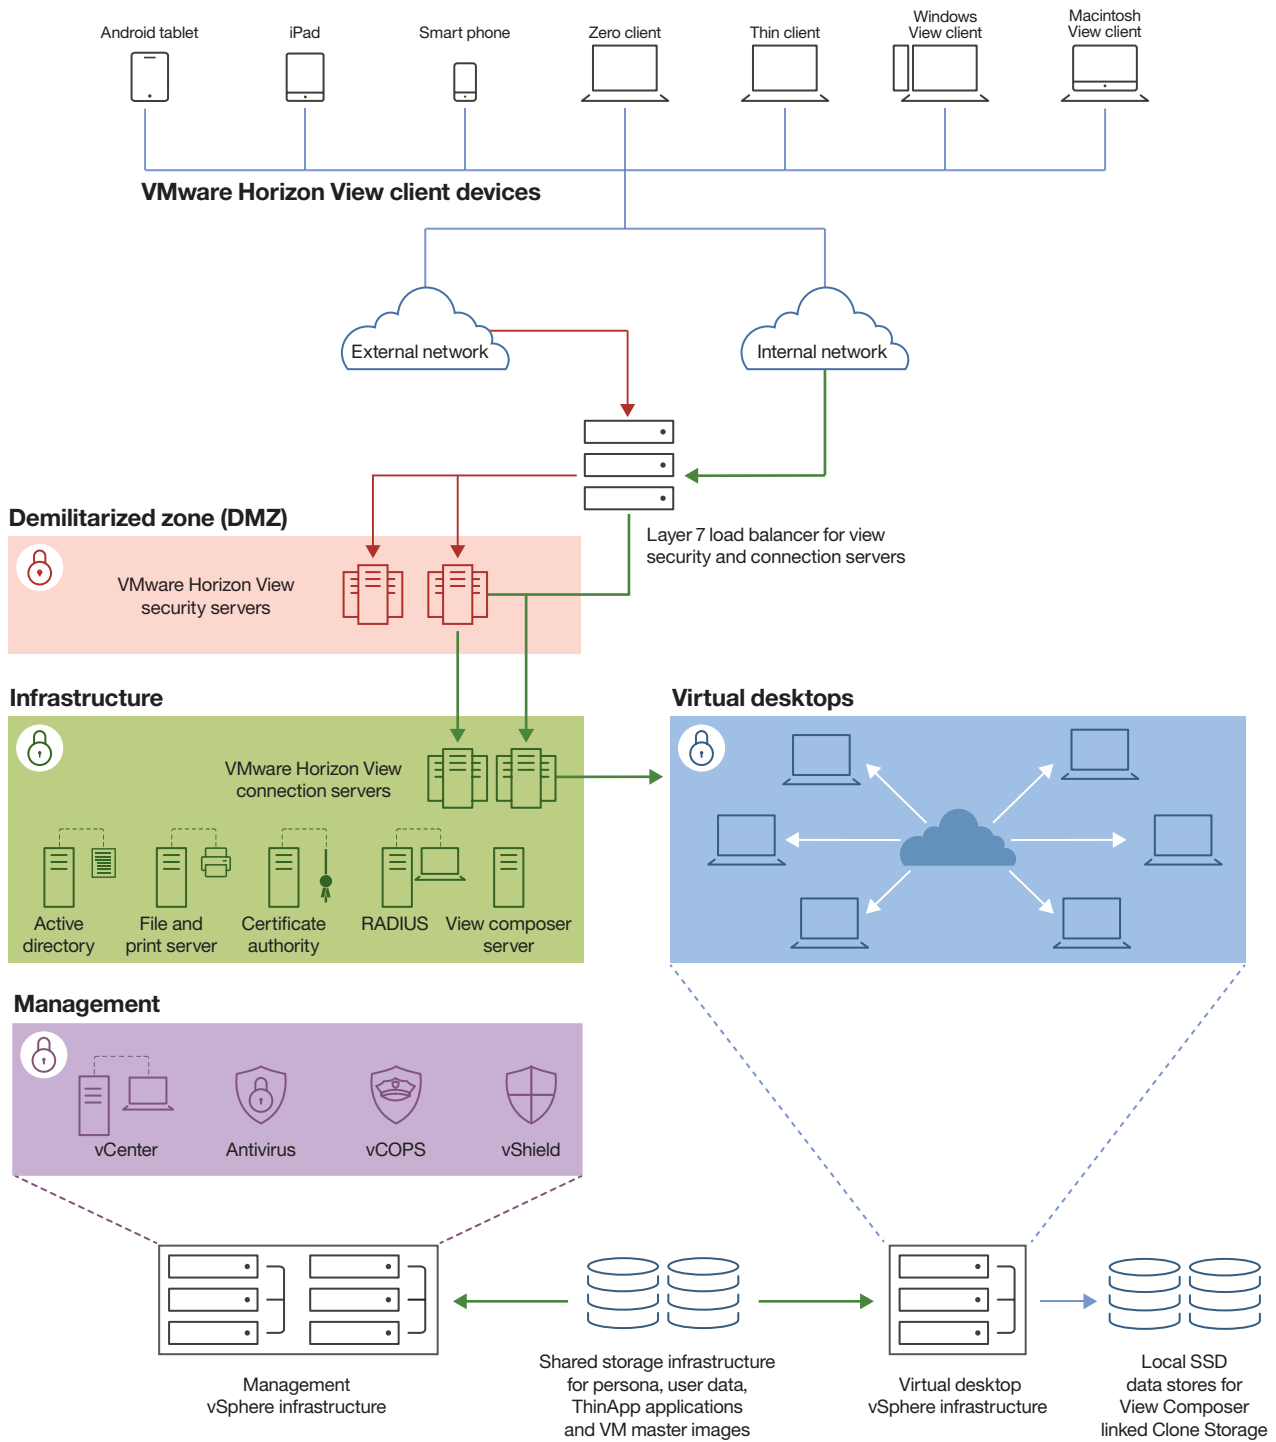 Android tablet
iPad
Smart phone
Zero client
Thin client
Windows
View client
Macintosh
View client
VMware Horizon View client devices
External network
Internal network
Layer 7 load balancer for view
security and connection servers
Demilitarized zone (DMZ)
VMware Horizon View
security servers
Infrastructure
VMware Horizon View
connection servers
Active
directory
File and
print server
Certificate
authority
RADIUS
View composer
server
Virtual desktops
Management
vCenter
Antivirus
vCOPS
vShield
Management
vSphere infrastructure
Shared storage infrastructure
for persona, user data,
ThinApp applications
and VM master images
Virtual desktop
vSphere infrastructure
Local SSD
data stores for
View Composer
linked Clone Storage